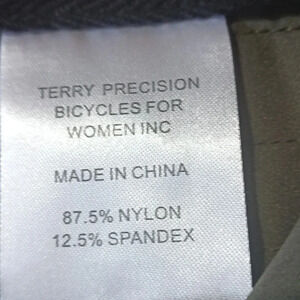 TERRY PRECISION
BICYCLES FOR
WOMEN INC
MADE IN CHINA
87.5% NYLON
12.5% SPANDEX